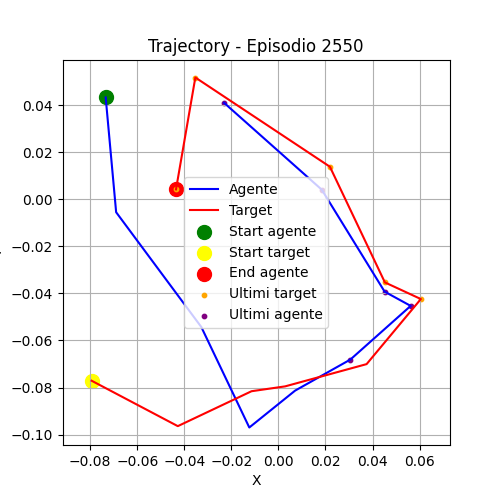 Trajectory - Episodio 2550
0.04
0.02
0.00
−0.02
−0.04
−0.06
−0.08
−0.10
Agente
Target
Start agente
Start target
End agente
Ultimi target
Ultimi agente
−0.08 −0.06 −0.04 −0.02 0.00 0.02 0.04 0.06
X